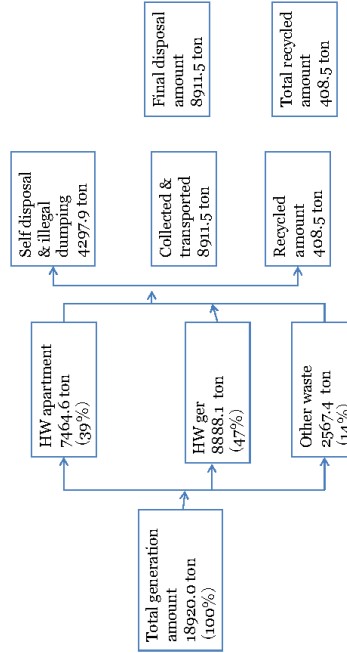 Total generation
amount
18920.0 ton
(100%)
HW apartment
7464.6 ton
(39%)
HW ger
8888.1 ton
(47%)
Other waste
2567.4 ton
(14%)
Self disposal
& illegal
dumping
4297.9 ton
Collected &
transported
8911.5 ton
Recycled
amount
408.5 ton
Final disposal
amount
8911.5 ton
Total recycled
amount
408.5 ton